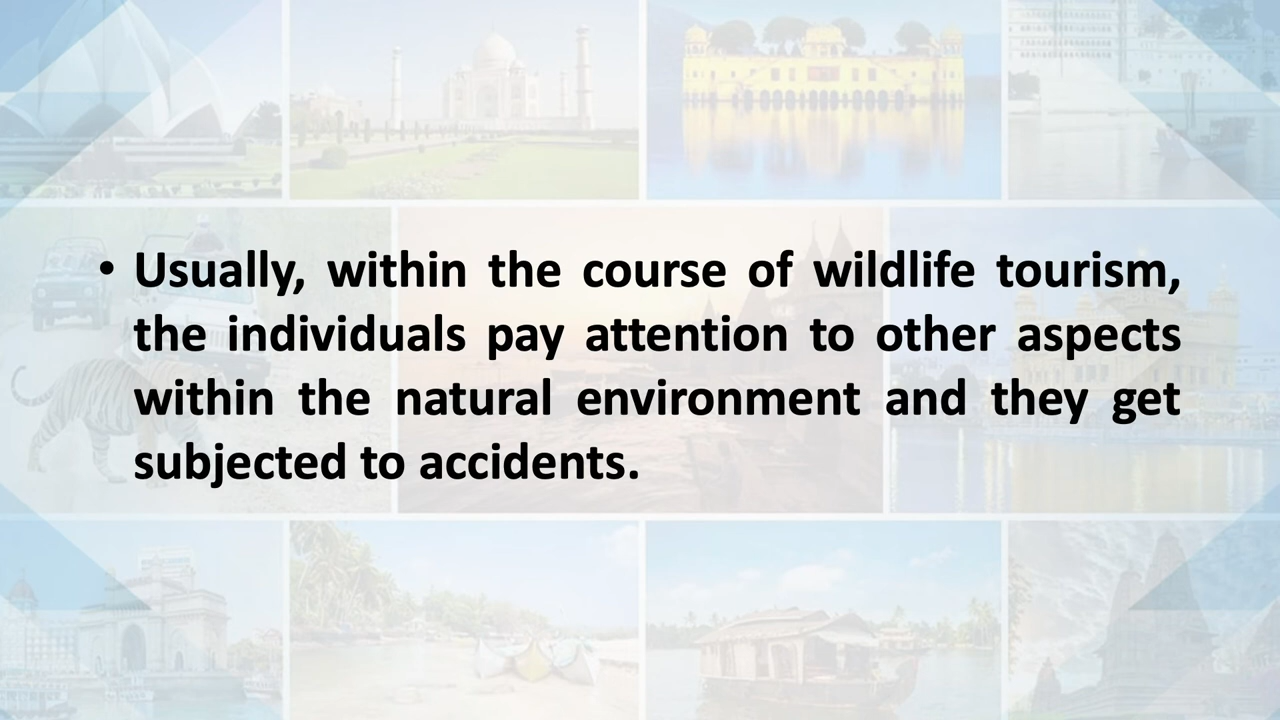 • Usually, within the course of wildlife tourism,
the individuals pay attention to other aspects
within the natural environment and they get
subjected to accidents.